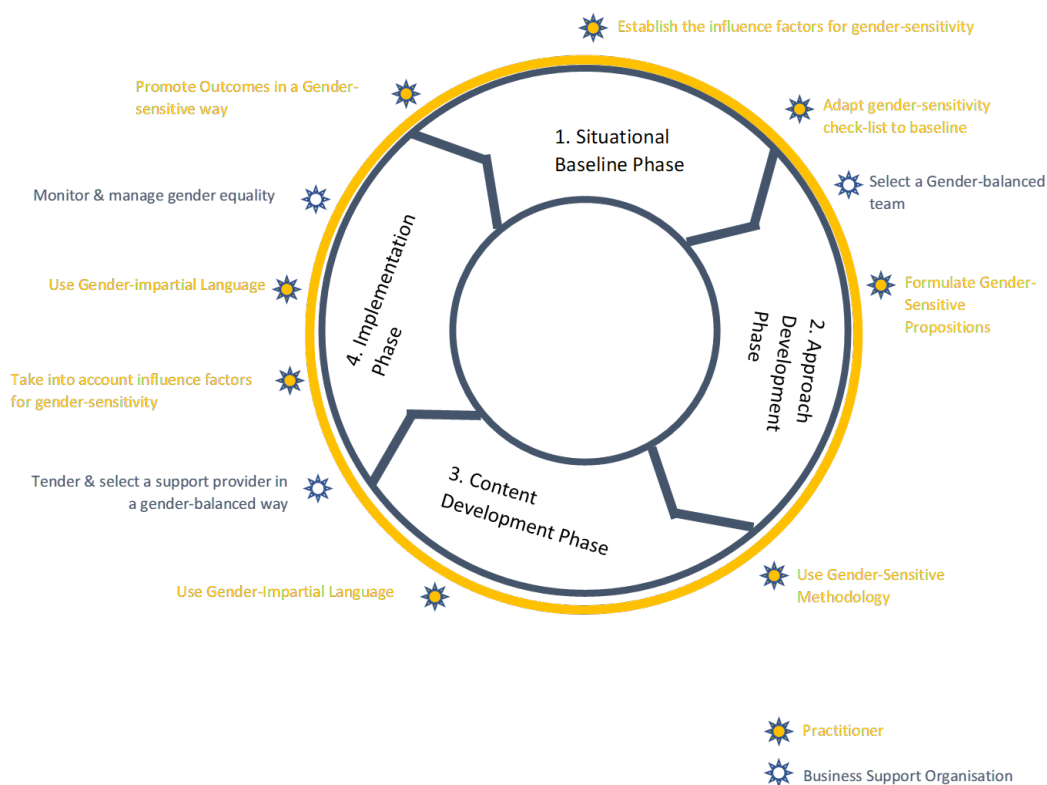 Establish the influence factors for gender-sensitivity
Promote Outcomes in a Gender-
sensitive way
Adapt gender-sensitivity
check-list to baseline
1. Situational
Baseline Phase
Select a Gender-balanced
team
Monitor & manage gender equality
Use Gender-impartial Language
Formulate Gender-
Sensitive
Propositions
4. Implementation
Phase
2.. Approach
Development
Phase
Take into account influence factors
for gender-sensitivity
Tender & select a support provider in
a gender-balanced way
3. Content
Development Phase
Use Gender-Impartial Language
Use Gender-Sensitive
Methodology
Practitioner
Business Support Organisation